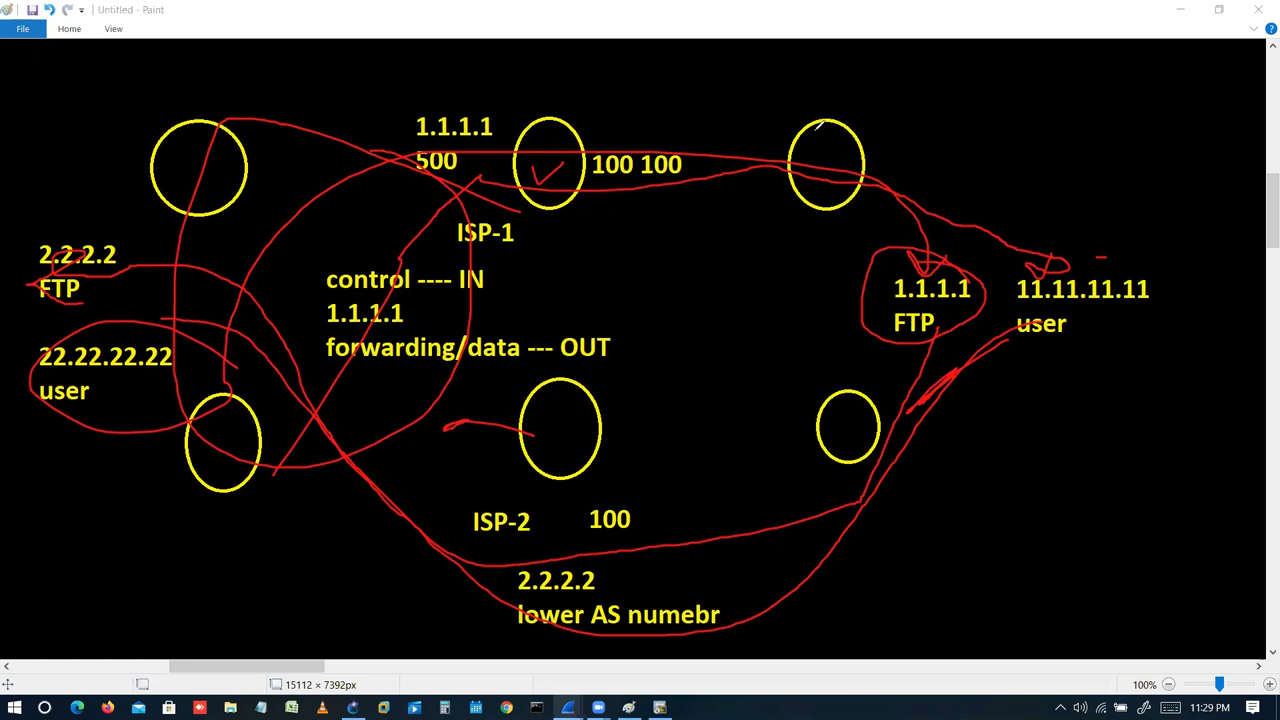 Untitled - Paint
File Home View
1.1.1.1
500
100 100
ISP-1
2.2.2.2
FTP
control ---- IN
1.1.1.1
forwarding/data --- OUT
1.1.1.1
FTP
11.11.11.11
user
22.22.22.22
user
ISP-2 100
2.2.2.2
lower AS numebr
15112 × 7392px
100%
11:29 PM